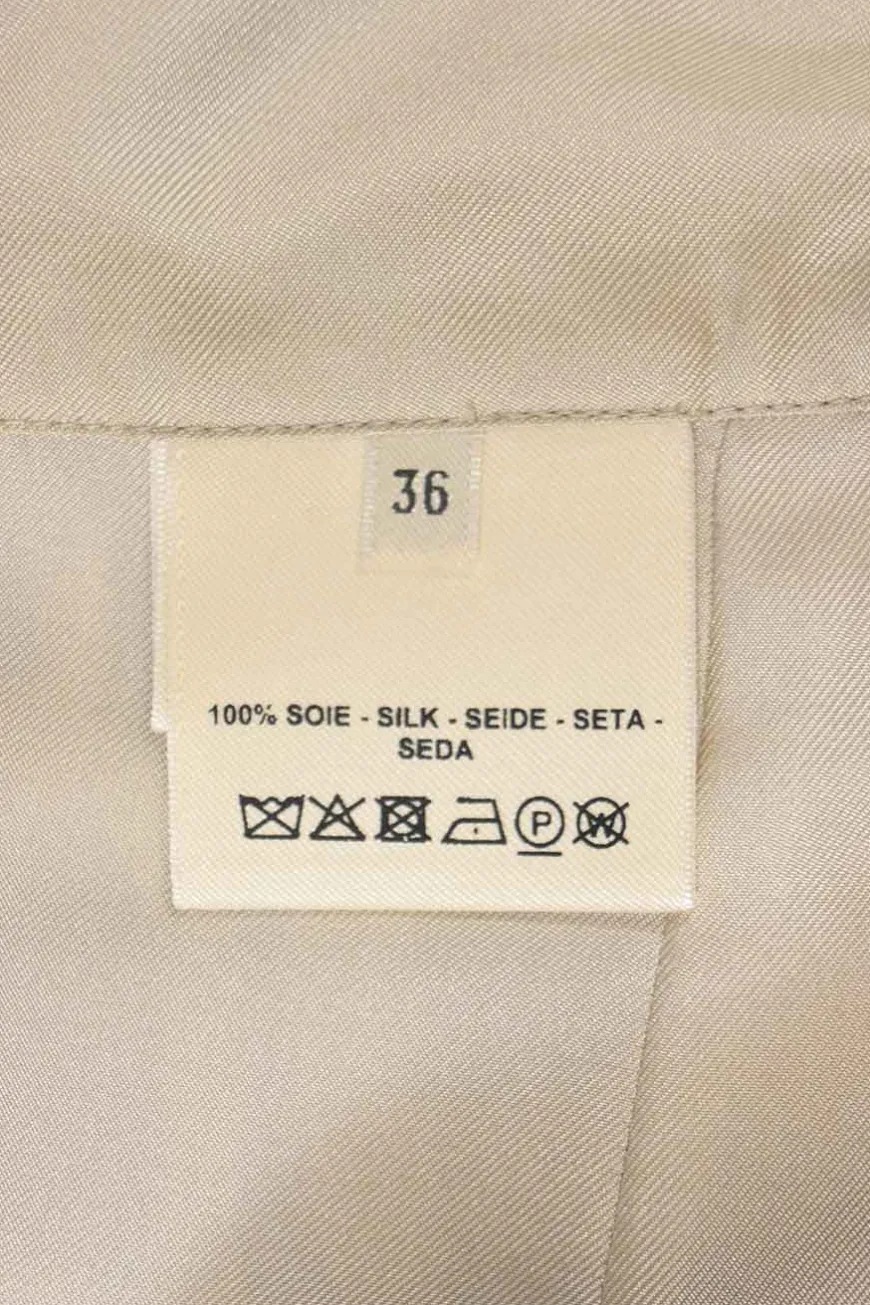 36
100% SOIE - SILK - SEIDE - SETA -
SEDA
P W